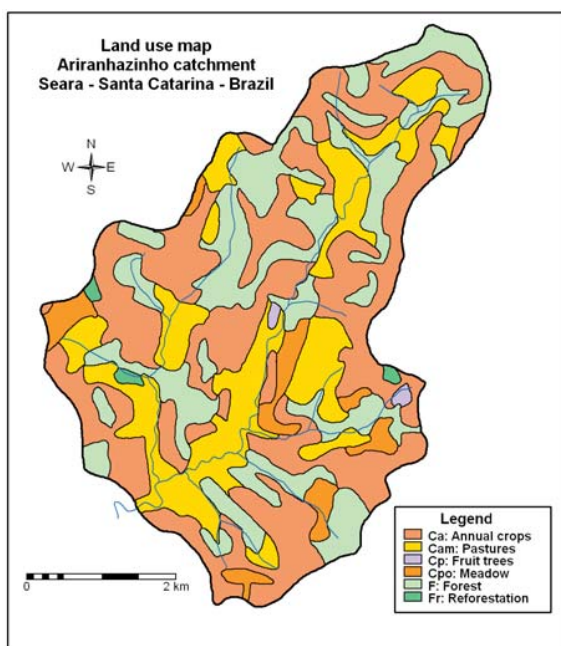 Land use map
Ariranhazinho catchment
Seara - Santa Catarina - Brazil
N
W E
S
Legend
Ca: Annual crops
Cam: Pastures
Cp: Fruit trees
Cpo: Meadow
F: Forest
Fr: Reforestation
0 2 km